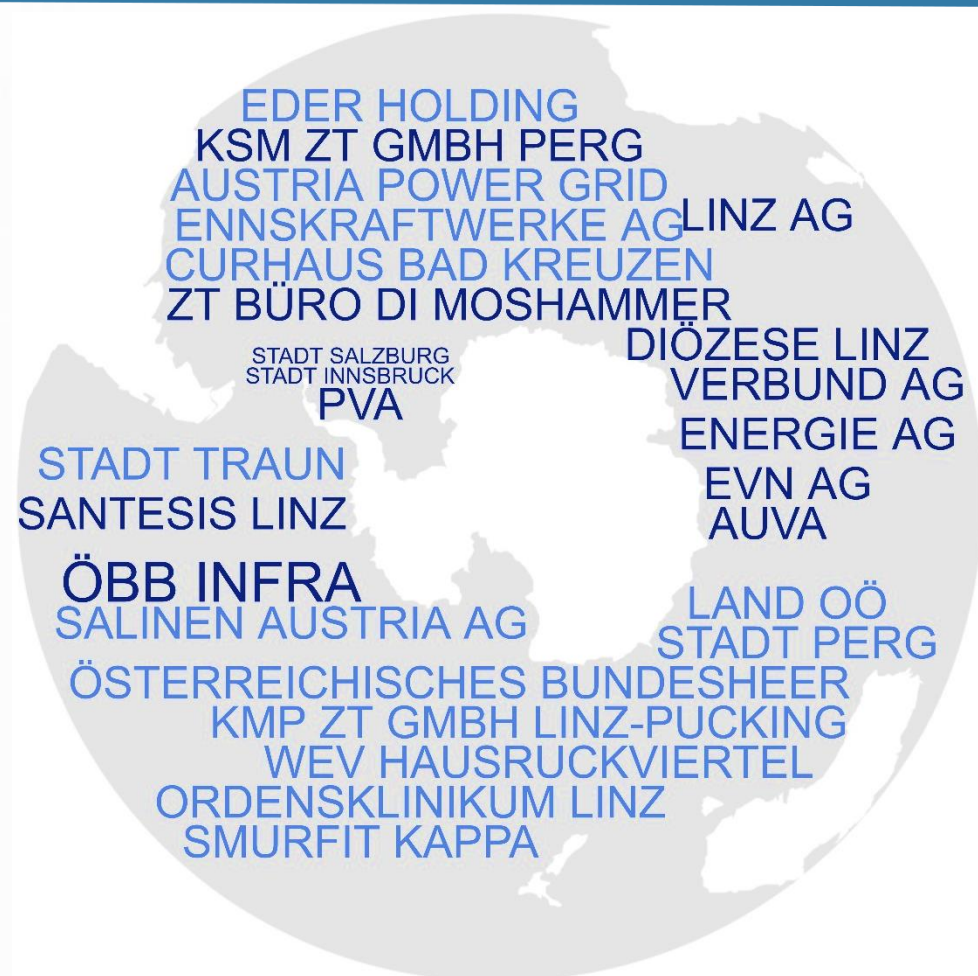 EDER HOLDING
KSM ZT GMBH PERG
AUSTRIA POWER GRID
ENNSKRAFTWERKE AG
LINZ AG
CURHAUS BAD KREUZEN
ZT BÜRO DI MOSHAMMER
DIÖZESE LINZ
STADT SALZBURG
STADT INNSBRUCK
VERBUND AG
PVA
ENERGIE AG
STADT TRAUN
EVN AG
SANTESIS LINZ
AUVA
ÖBB INFRA
LAND OÖ
SALINEN AUSTRIA AG
STADT PERG
ÖSTERREICHISCHES BUNDESHEER
KMP ZT GMBH LINZ-PUCKING
WEV HAUSRUCKVIERTEL
ORDENSKLINIKUM LINZ
SMURFIT KAPPA